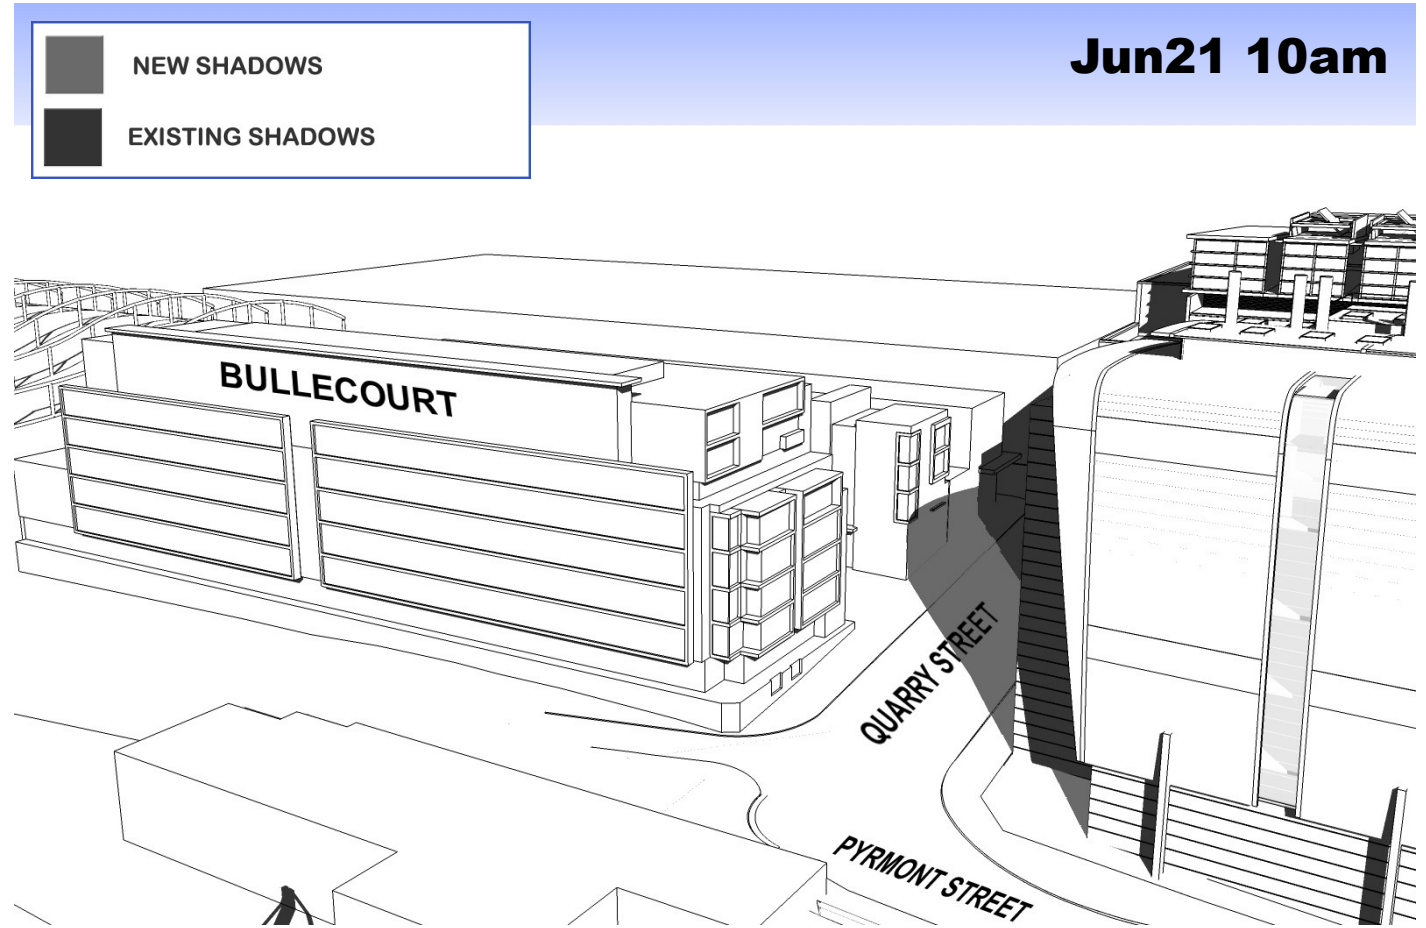 NEW SHADOWS
EXISTING SHADOWS
Jun21 10am
BULLECOURT
QUARRY STREET
PYRMONT STREET